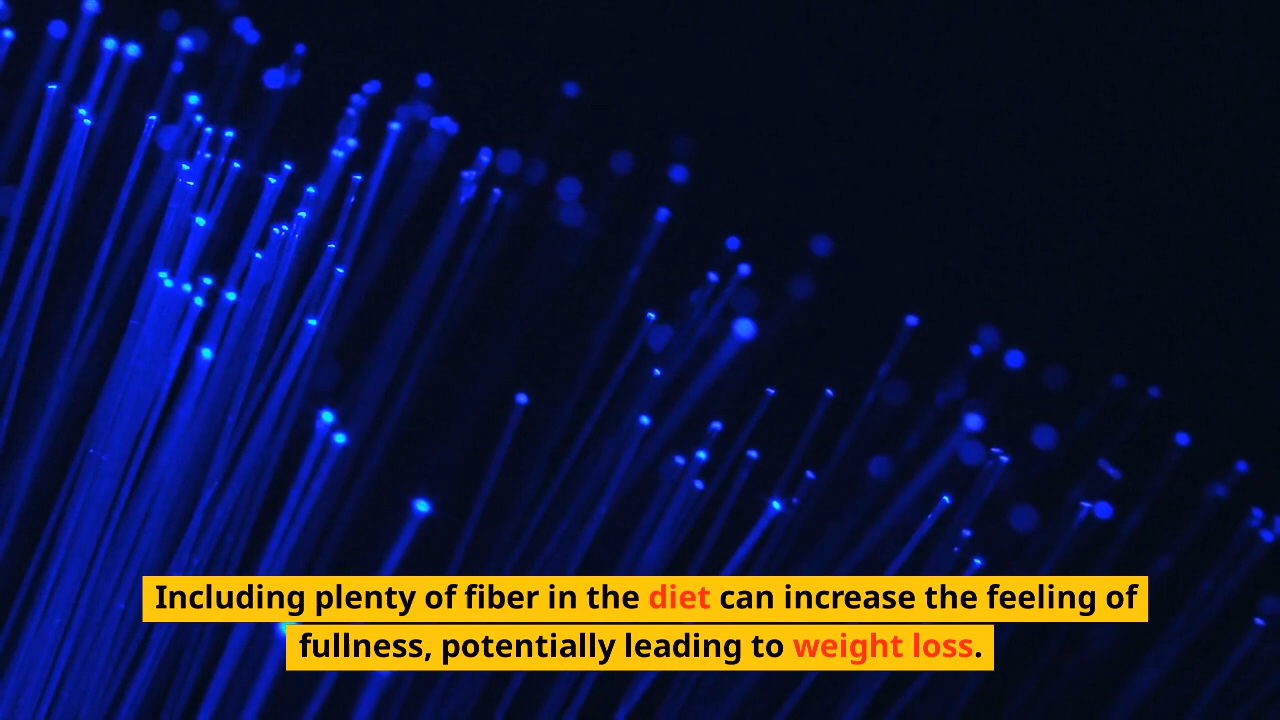 Including plenty of fiber in the diet can increase the feeling of
fullness, potentially leading to weight loss.